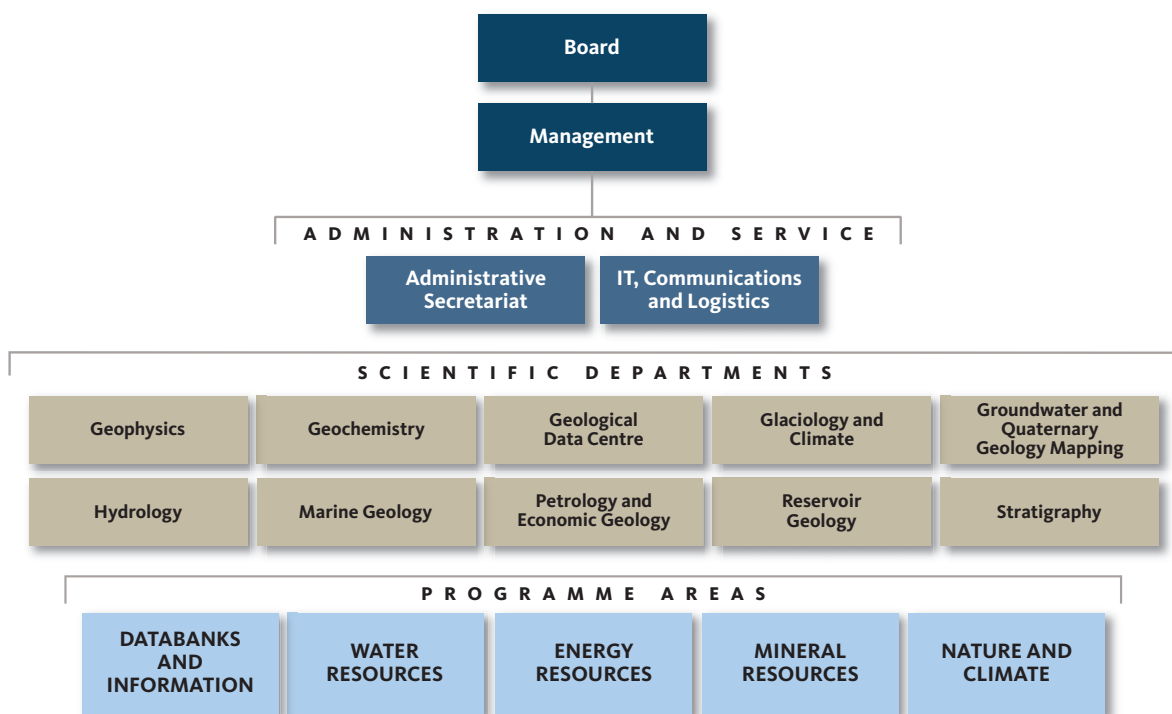 Board
Management
ADMINISTRATION AND SERVICE
Administrative
Secretariat
IT, Communications
and Logistics
SCIENTIFIC DEPARTMENTS
Geophysics
Geochemistry
Geological
Data Centre
Glaciology and
Climate
Groundwater and
Quaternary
Geology Mapping
Hydrology
Marine Geology
Petrology and
Economic Geology
Reservoir
Geology
Stratigraphy
PROGRAMME AREAS
DATABANKS
AND
INFORMATION
WATER
RESOURCES
ENERGY
RESOURCES
MINERAL
RESOURCES
NATURE AND
CLIMATE